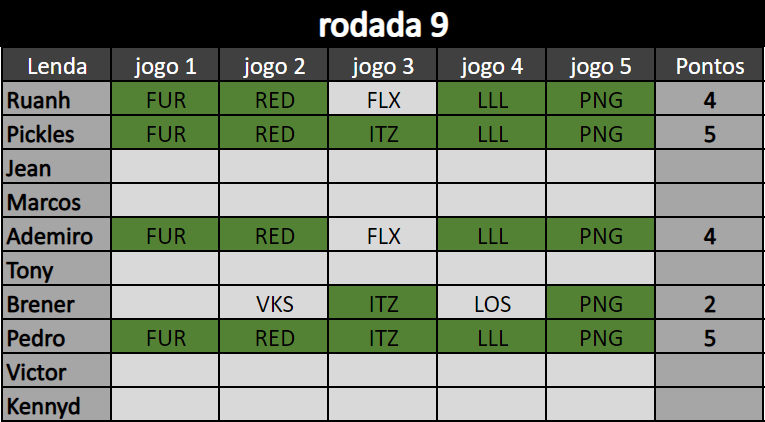 rodada 9
Lenda jogo 1 jogo 2 jogo 3 jogo 4 jogo 5 Pontos
Ruanh FUR RED FLX LLL PNG 4
Pickles FUR RED ITZ LLL PNG 5
Jean
Marcos
Ademiro FUR RED FLX LLL PNG 4
Tony
Brener VKS ITZ LOS PNG 2
Pedro FUR RED ITZ LLL PNG 5
Victor
Kennyd